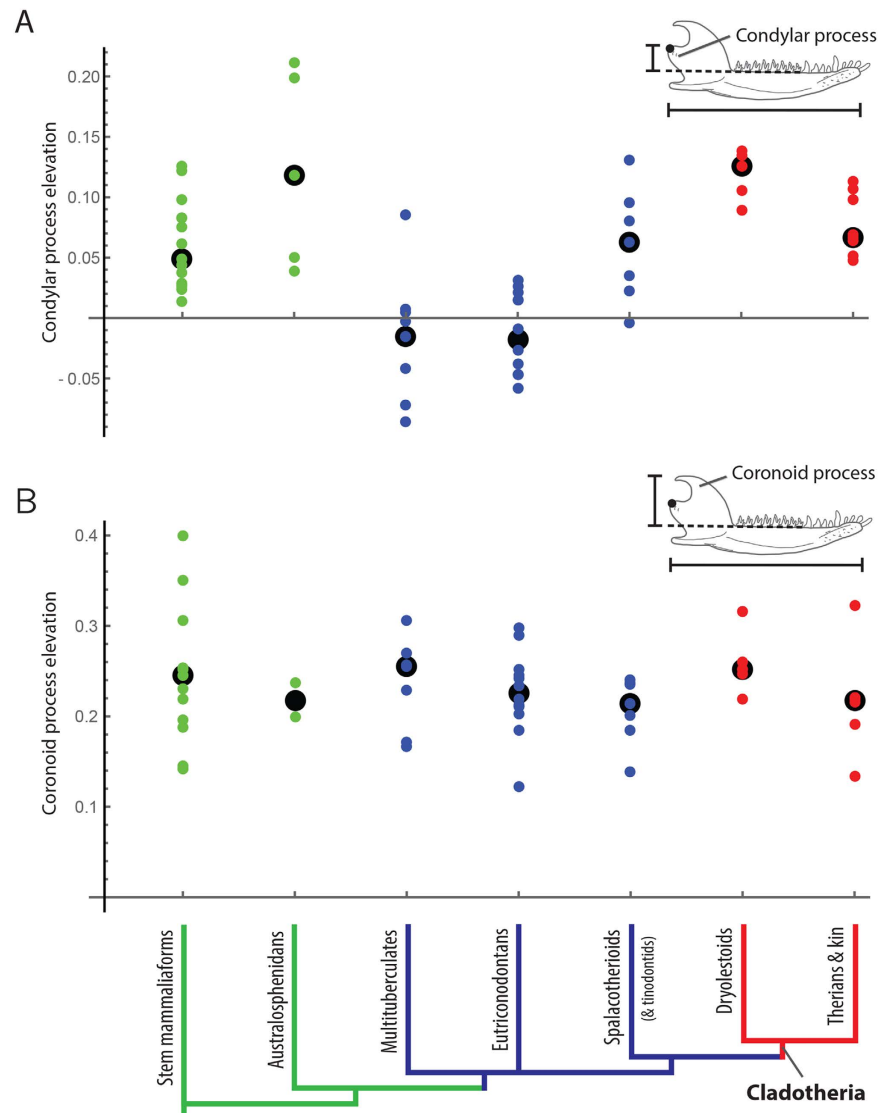 A
Condylar process
Condylar process elevation
0.20
0.15
0.10
0.05
- 0.05
B
Coronoid process
Coronoid process elevation
0.4
0.3
0.2
0.1
Stem mammaliaforms
Australosphenidans
Multituberculates
Eutriconodontans
Spalacotherioids
(& tinodontids)
Dryolestoids
Therians & kin
Cladotheria